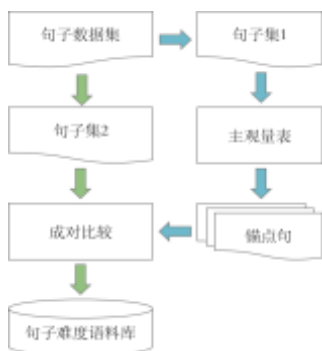 句子数据集
句子集1
句子集2
主观量表
成对比较
锚点句
句子难度语料库